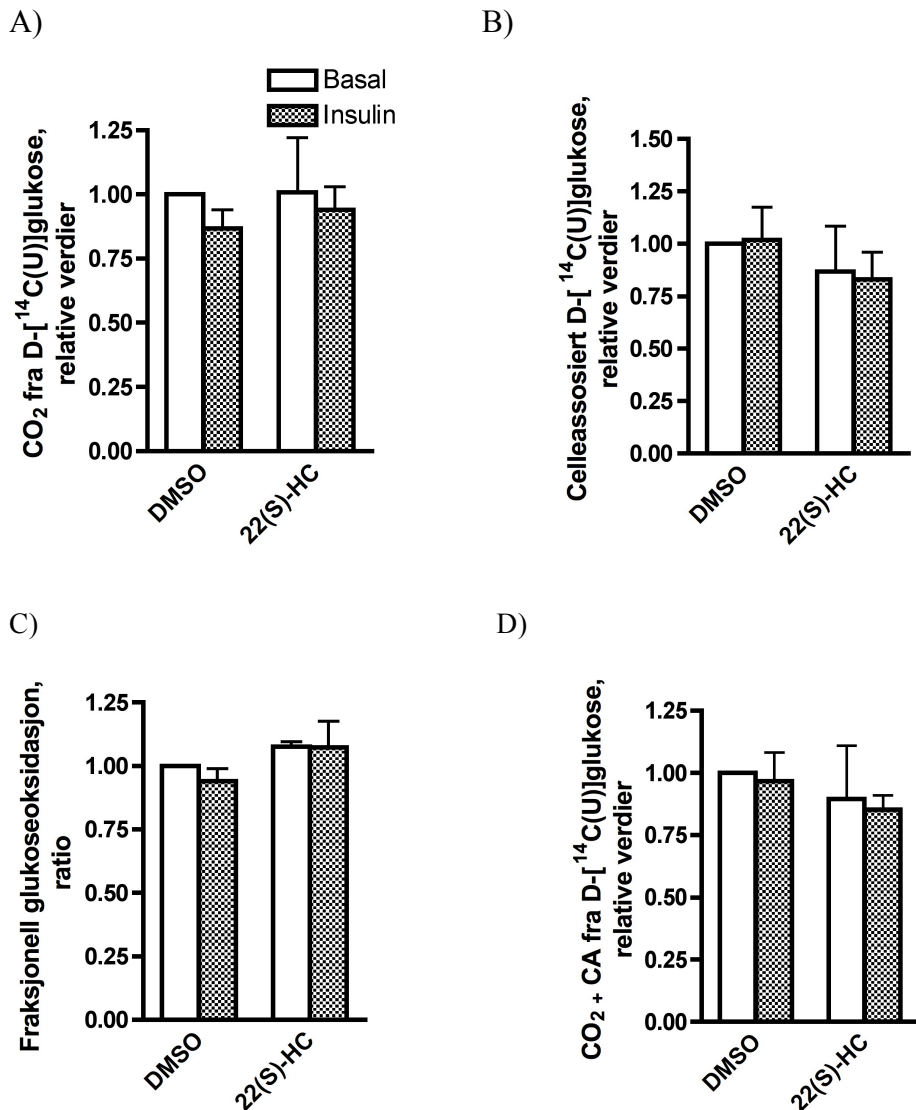 A)
Basal
Insulin
CO₂ fra D-[¹⁴C(U)]glukose,
relative verdier
1.25
1.00
0.75
0.50
0.25
0.00
DMSO
22(S)-HC
B)
Celleassosiert D-[ ¹⁴C(U)]glukose,
relative verdier
1.50
1.25
1.00
0.75
0.50
0.25
0.00
DMSO
22(S)-HC
C)
Fraksjonell glukoseoksidasjon,
ratio
1.25
1.00
0.75
0.50
0.25
0.00
DMSO
22(S)-HC
D)
CO₂ + CA fra D-[¹⁴C(U)]glukose,
relative verdier
1.25
1.00
0.75
0.50
0.25
0.00
DMSO
22(S)-HC